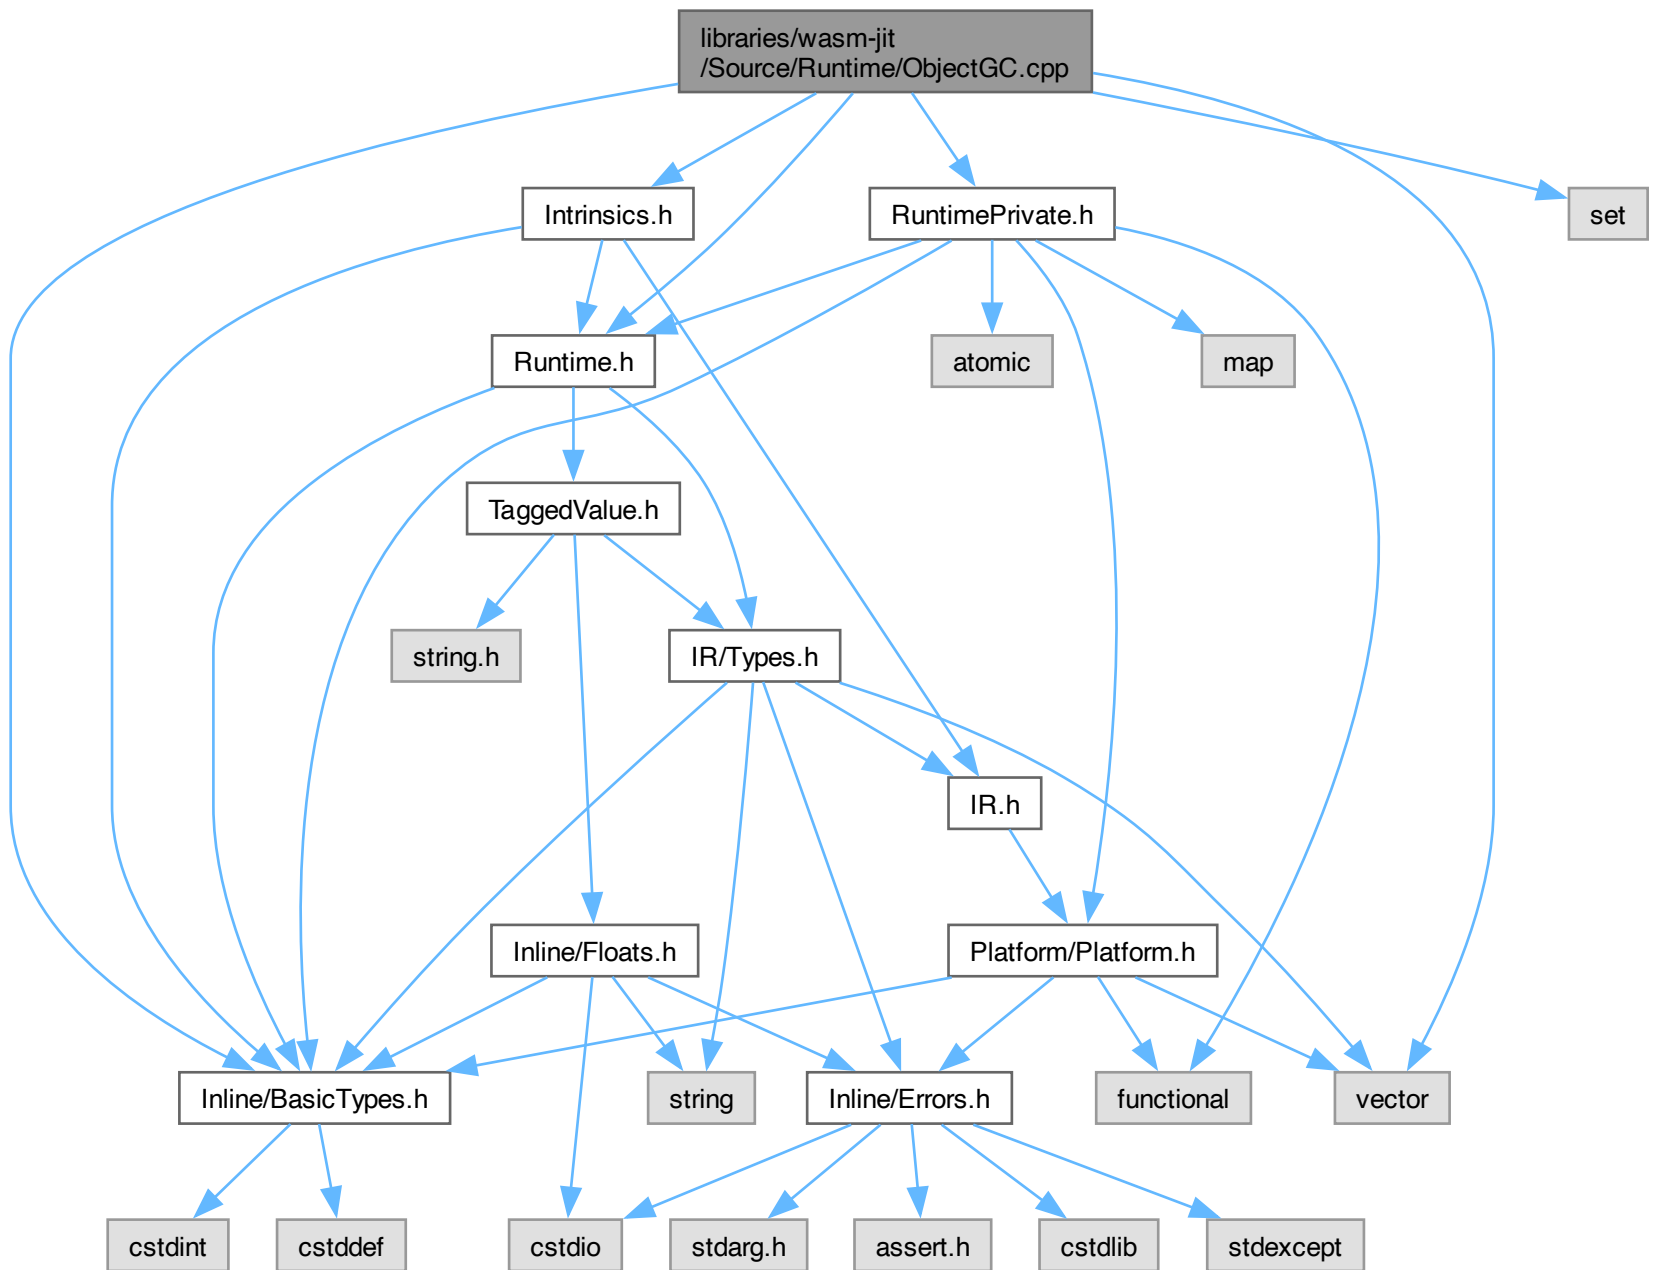 libraries/wasm-jit
/Source/Runtime/ObjectGC.cpp
Intrinsics.h
RuntimePrivate.h
set
Runtime.h
atomic
map
TaggedValue.h
string.h
IR/Types.h
IR.h
Inline/Floats.h
Platform/Platform.h
Inline/BasicTypes.h
string
Inline/Errors.h
functional
vector
cstdint
cstddef
cstdio
stdarg.h
assert.h
cstdlib
stdexcept